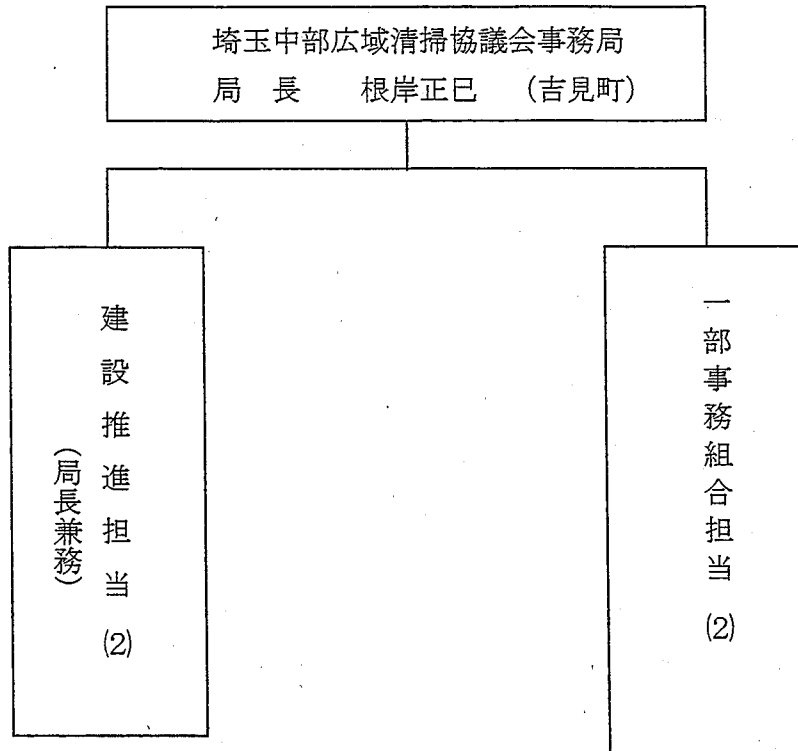 埼玉中部広域清掃協議会事務局
局　長　　根岸正巳　（吉見町）
建設推進担当(2)
（局長兼務）
一部事務組合担当(2)